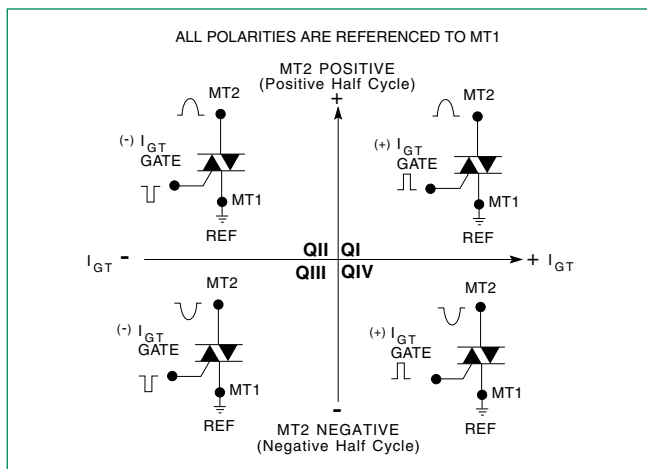 ALL POLARITIES ARE REFERENCED TO MT1
MT2 POSITIVE
(Positive Half Cycle)
+
MT2
(-) IGT
GATE
MT1
REF
MT2
(+) IGT
GATE
MT1
REF
IGT -
QII QI
QIII QIV
+ IGT
MT2
(-) IGT
GATE
MT1
REF
MT2
(+) IGT
GATE
MT1
REF
-
MT2 NEGATIVE
(Negative Half Cycle)